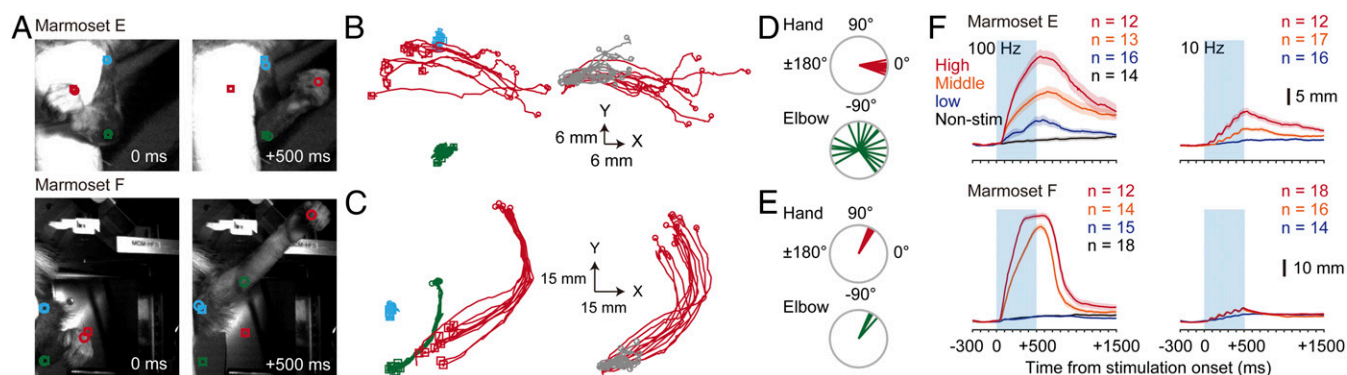 A
Marmoset E
0 ms
+500 ms
Marmoset F
MCM-HFS
0 ms
+500 ms
B
Y
6 mm
X
6 mm
C
Y
15 mm
X
15 mm
D
Hand
90°
±180°
0°
-90°
Elbow
E
Hand
90°
±180°
0°
-90°
Elbow
F
Marmoset E
100 Hz
High
Middle
low
Non-stim
n = 12
n = 13
n = 16
n = 14
10 Hz
n = 12
n = 17
n = 16
5 mm
Marmoset F
n = 12
n = 14
n = 15
n = 18
n = 18
n = 16
n = 14
10 mm
-300 0 +500 +1500
-300 0 +500 +1500
Time from stimulation onset (ms)